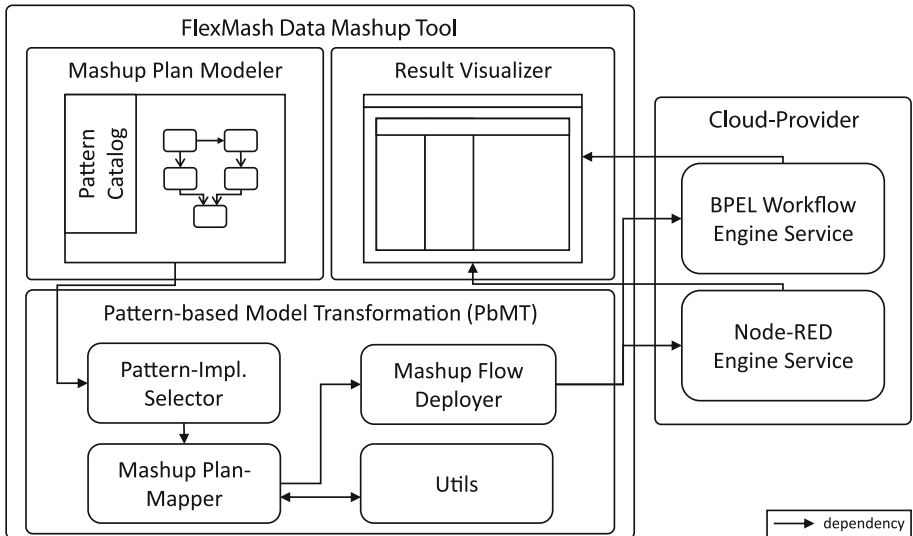 FlexMash Data Mashup Tool
Mashup Plan Modeler
Pattern
Catalog
Result Visualizer
Cloud-Provider
BPEL Workflow
Engine Service
Node-RED
Engine Service
Pattern-based Model Transformation (PbMT)
Pattern-Impl.
Selector
Mashup Flow
Deployer
Mashup Plan-
Mapper
Utils
dependency